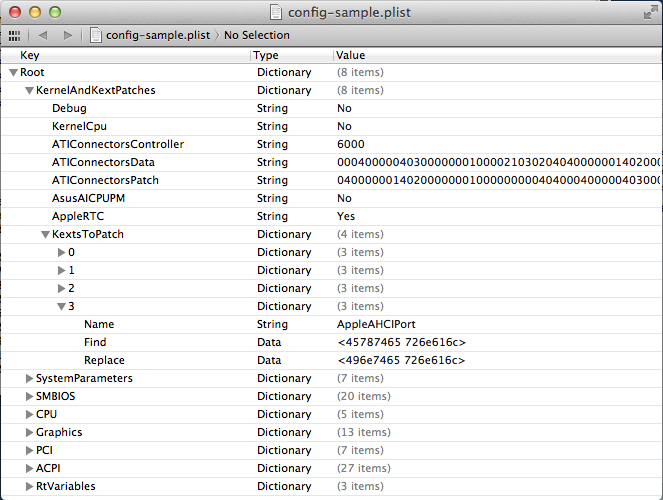 config-sample.plist
config-sample.plist No Selection
Key Type Value
Root Dictionary (8 items)
KernelAndKextPatches Dictionary (8 items)
Debug String No
KernelCpu String No
ATIConnectorsController String 6000
ATIConnectorsData String 00040000040300000001000021030204040000001402000
ATIConnectorsPatch String 040000001402000000010000000004040004000000403000
AsusAICPUPM String No
AppleRTC String Yes
KextsToPatch Dictionary (4 items)
0 Dictionary (3 items)
1 Dictionary (3 items)
2 Dictionary (3 items)
3 Dictionary (3 items)
Name String AppleAHCIPort
Find Data <45787465 726e616c>
Replace Data <496e7465 726e616c>
SystemParameters Dictionary (7 items)
SMBIOS Dictionary (20 items)
CPU Dictionary (5 items)
Graphics Dictionary (13 items)
PCI Dictionary (7 items)
ACPI Dictionary (27 items)
RtVariables Dictionary (3 items)